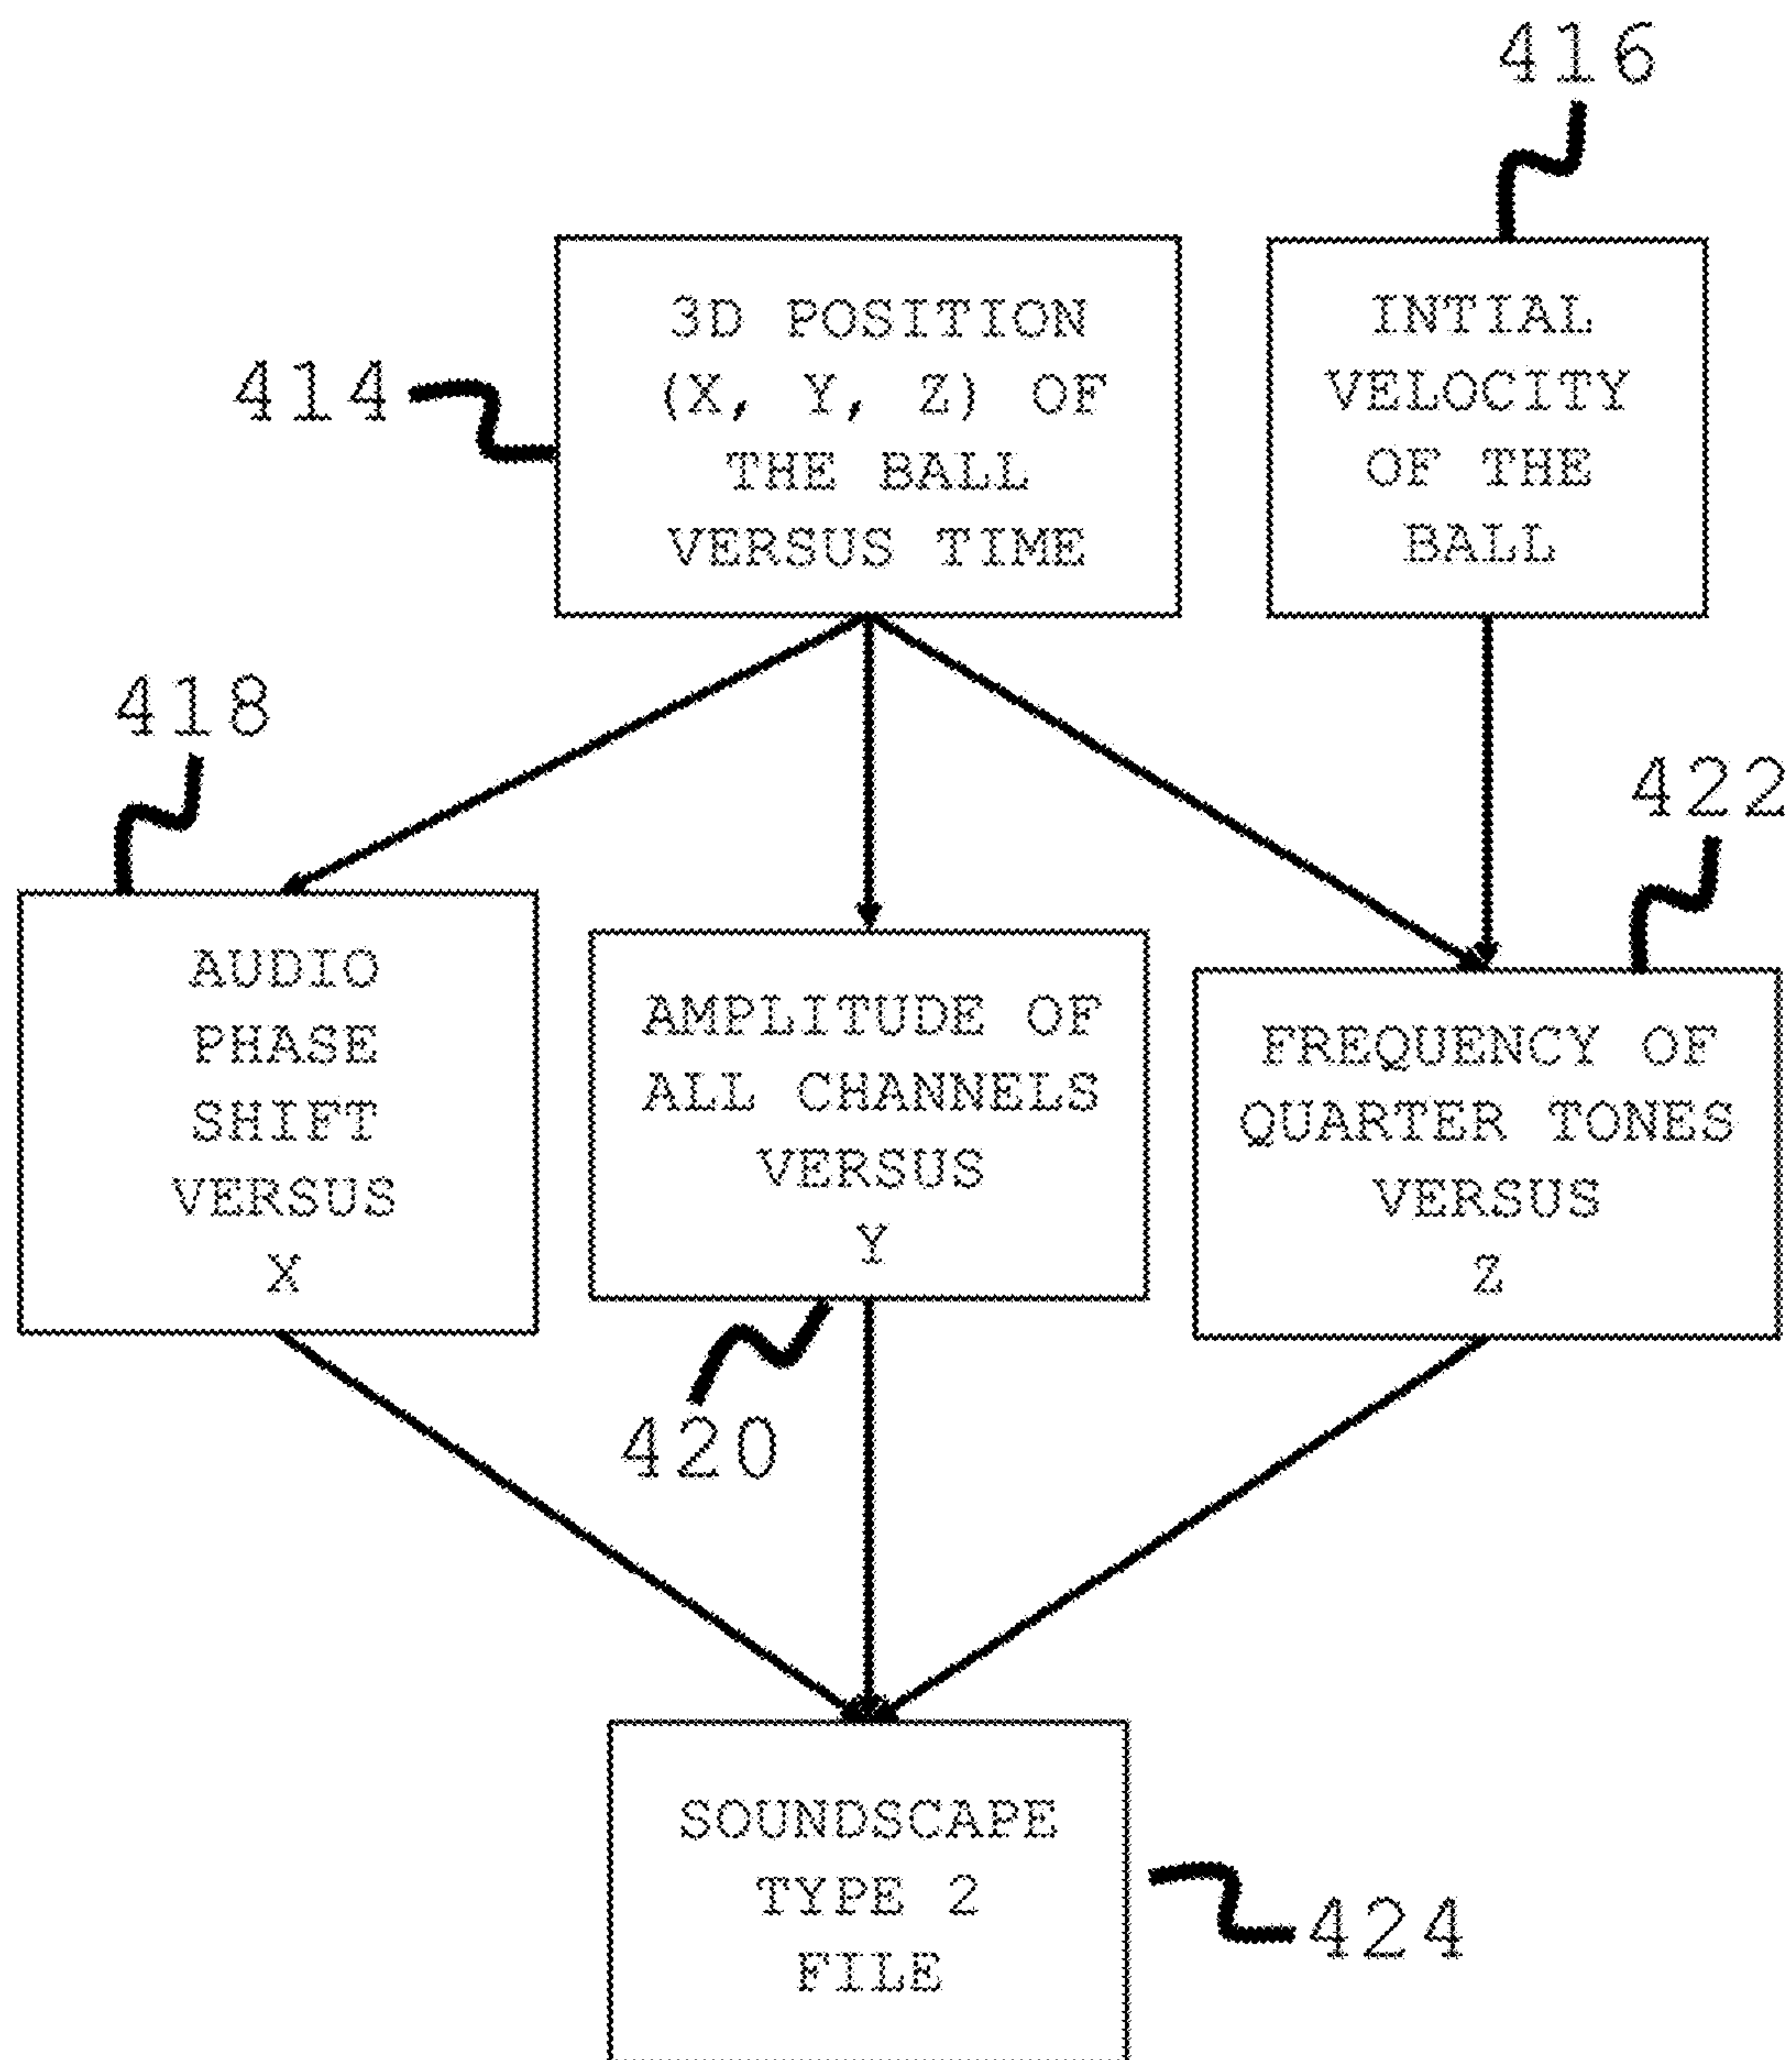 416
3D POSITION
(X, Y, Z) OF
THE BALL
VERSUS TIME
INTIAL
VELOCITY
OF THE
BALL
414
418
422
AUDIO
PHASE
SHIFT
VERSUS
X
AMPLITUDE OF
ALL CHANNELS
VERSUS
Y
FREQUENCY OF
QUARTER TONES
VERSUS
Z
420
SOUNDSCAPE
TYPE 2
FILE
424